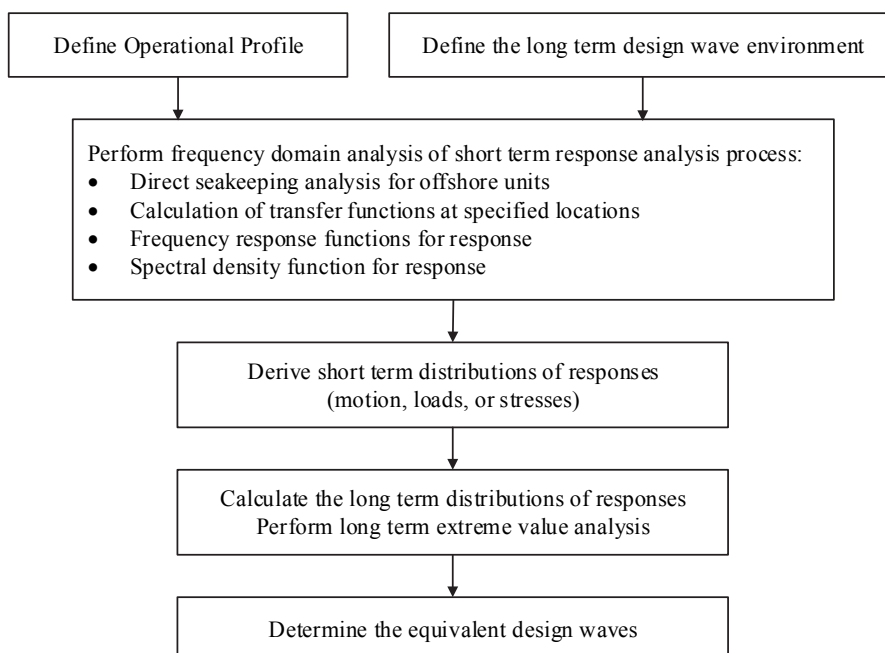 Define Operational Profile
Define the long term design wave environment
Perform frequency domain analysis of short term response analysis process:
• Direct seakeeping analysis for offshore units
• Calculation of transfer functions at specified locations
• Frequency response functions for response
• Spectral density function for response
Derive short term distributions of responses
(motion, loads, or stresses)
Calculate the long term distributions of responses
Perform long term extreme value analysis
Determine the equivalent design waves